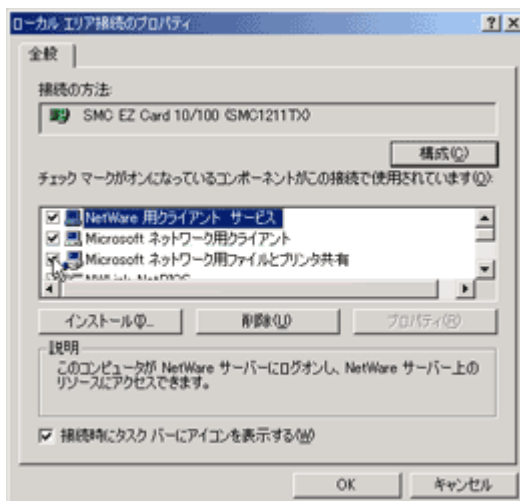 ローカル エリア接続のプロパティ
全般
接続の方法:
SMC EZ Card 10/100 (SMC1211TX)
構成(C)
チェック マークがオンになっているコンポーネントがこの接続で使用されています(O):
NetWare 用クライアント サービス
Microsoft ネットワーク用クライアント
Microsoft ネットワーク用ファイルとプリンタ共有
NWLink NetBIOS
インストール(I)...
削除(U)
プロパティ(R)
説明
このコンピュータが NetWare サーバーにログオンし、NetWare サーバー上の
リソースにアクセスできます。
接続時にタスク バーにアイコンを表示する(W)
OK
キャンセル